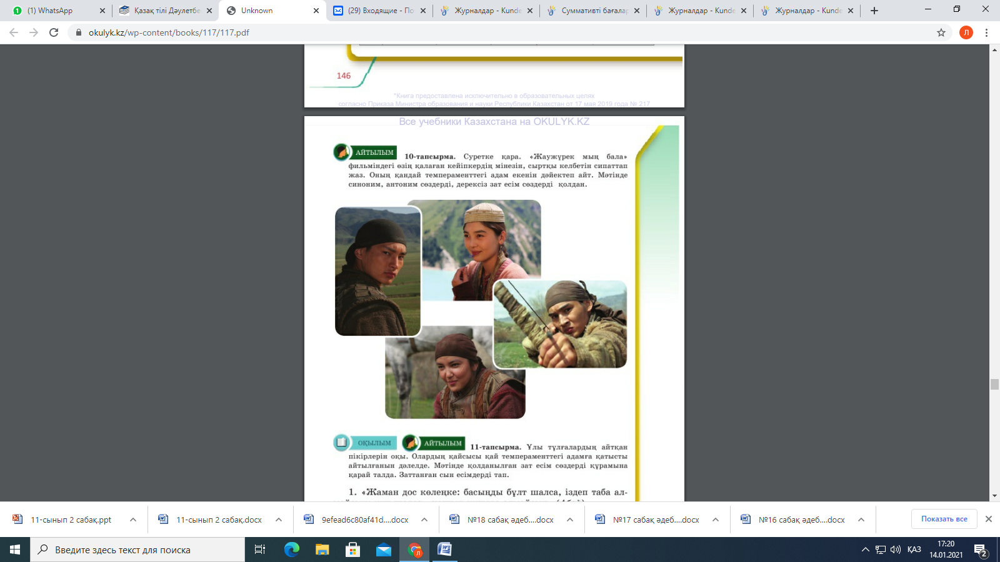 (1) WhatsApp
Қазақ тілі Дәулетбе
Unknown
(29) Входящие - По
Журналдар - Kunde
Суммативті бағалар
Журналдар - Kunde
Журналдар - Kunde
okulyk.kz/wp-content/books/117/117.pdf
Л
146
*Книга предоставлена исключительно в образовательных целях
согласно Приказа Министра образования и науки Республики Казахстан от 17 мая 2019 года № 217
Все учебники Казахстана на OKULYK.KZ
АЙТЫЛЫМ
10-тапсырма. Суретке қара. «Жаужүрек мың бала»
фильміндегі өзің қалаған кейіпкердің мінезін, сыртқы келбетін сипаттап
жаз. Оның қандай темпераменттегі адам екенін дәйектеп айт. Мәтінде
синоним, антоним сөздерді, дерексіз зат есім сөздерді қолдан.
ОҚЫЛЫМ
АЙТЫЛЫМ
11-тапсырма. Ұлы тұлғалардың айтқан
пікірлерін оқы. Олардың қайсысы қай темпераменттегі адамға қатысты
айтылғанын дәлелде. Мәтінде қолданылған зат есім сөздерді құрамына
қарай талда. Заттанған сын есімдерді тап.
1. «Жаман дос көлеңке: басыңды бұлт шалса, іздеп таба ал-
11-сынып 2 сабақ.ppt
11-сынып 2 сабақ.docx
9efead6c80af41d....docx
№18 сабақ әдеб....docx
№17 сабақ әдеб....docx
№16 сабақ әдеб....docx
Показать все
Введите здесь текст для поиска
ҚАЗ
17:20
14.01.2021
2